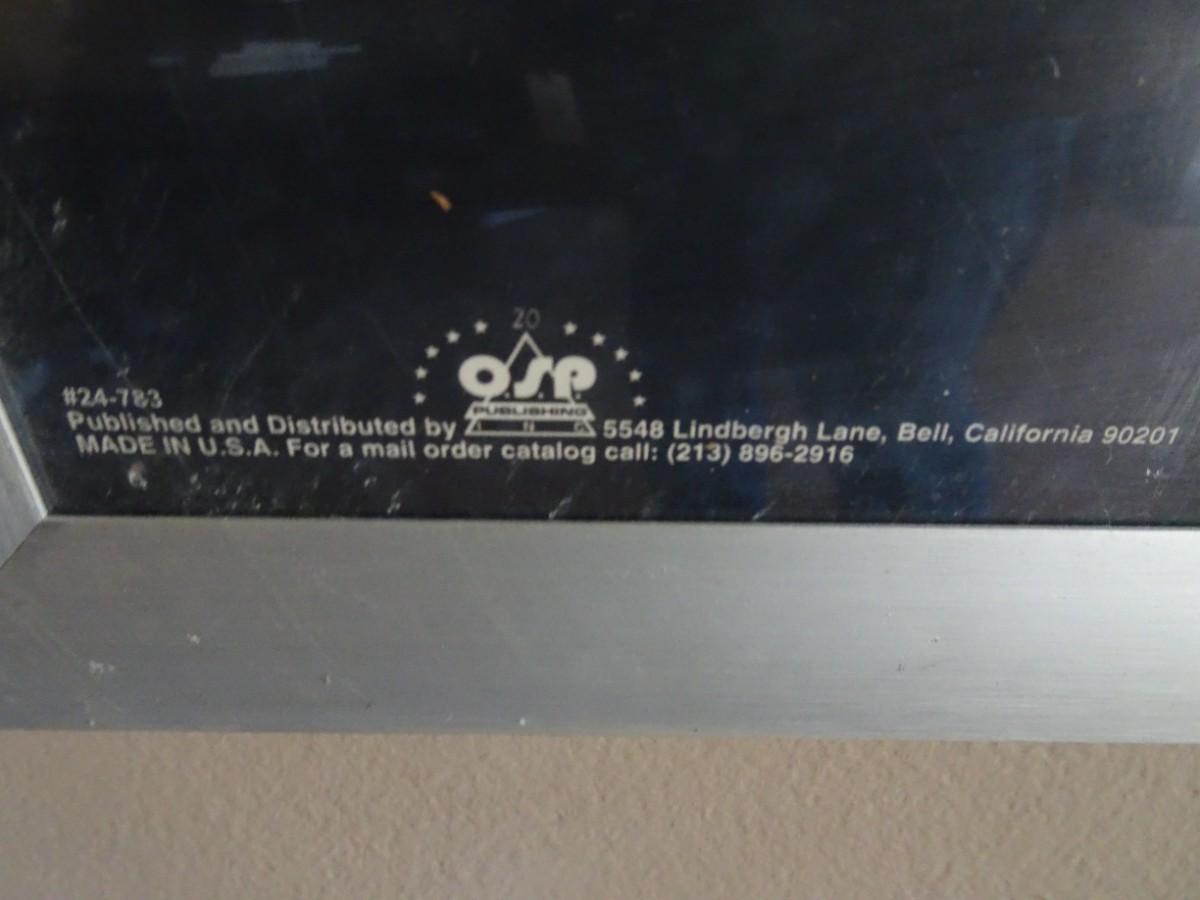 20
O.S.P.
PUBLISHING
INC
#24-783
Published and Distributed by
5548 Lindbergh Lane, Bell, California 90201
MADE IN U.S.A. For a mail order catalog call: (213) 896-2916